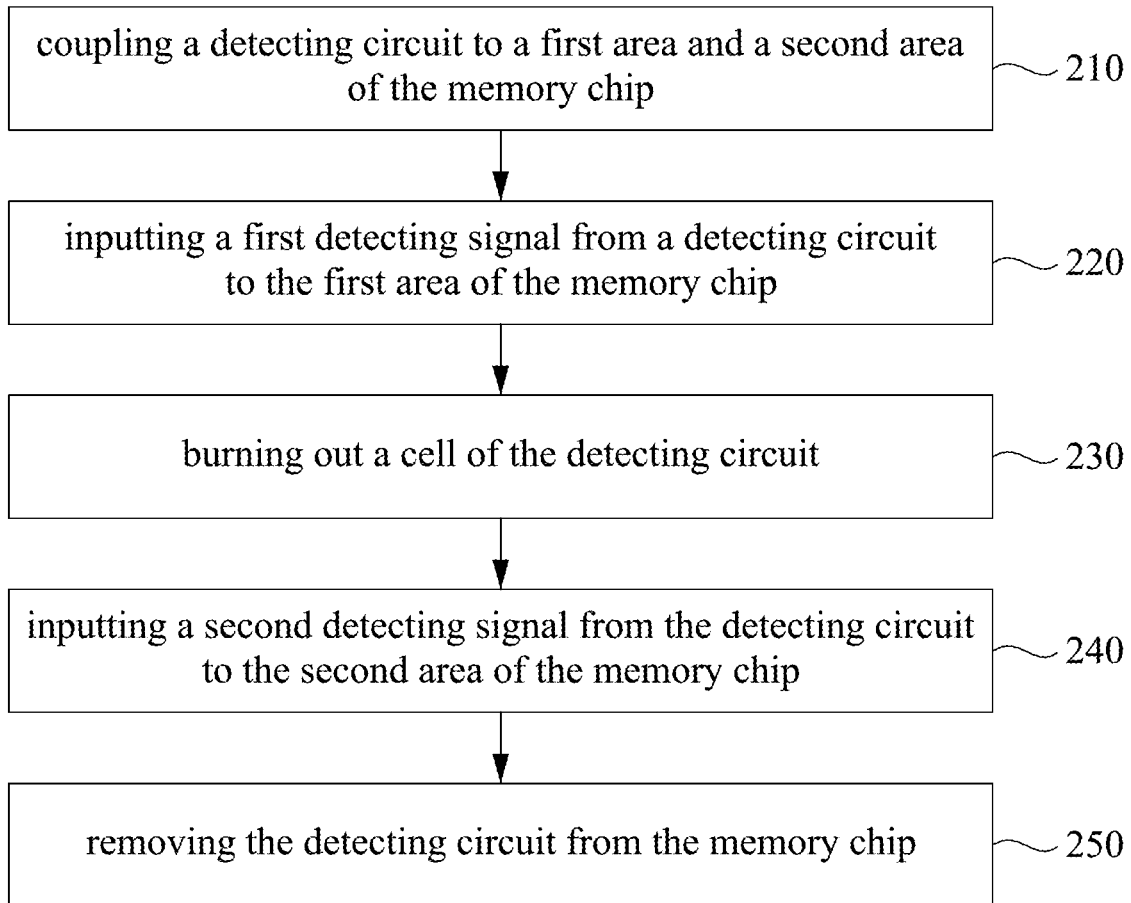 coupling a detecting circuit to a first area and a second area
of the memory chip
210
inputting a first detecting signal from a detecting circuit
to the first area of the memory chip
220
burning out a cell of the detecting circuit
230
inputting a second detecting signal from the detecting circuit
to the second area of the memory chip
240
removing the detecting circuit from the memory chip
250